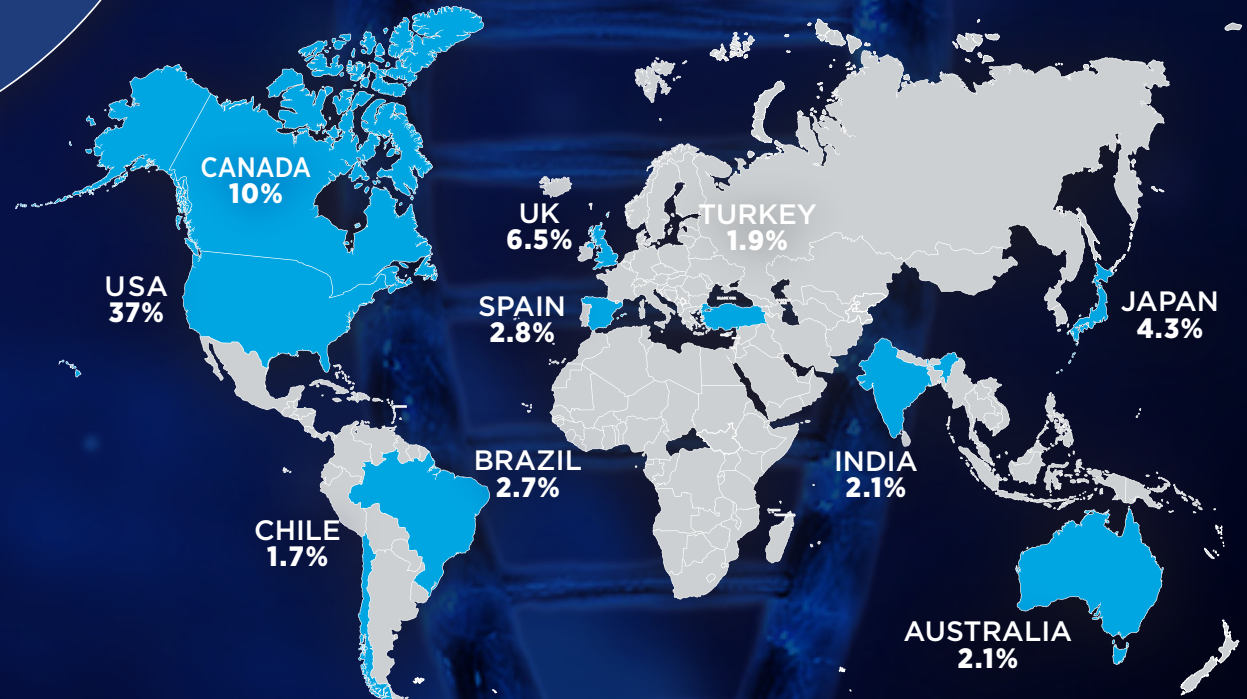 CANADA
10%
UK
6.5%
TURKEY
1.9%
USA
37%
SPAIN
2.8%
JAPAN
4.3%
BRAZIL
2.7%
INDIA
2.1%
CHILE
1.7%
AUSTRALIA
2.1%